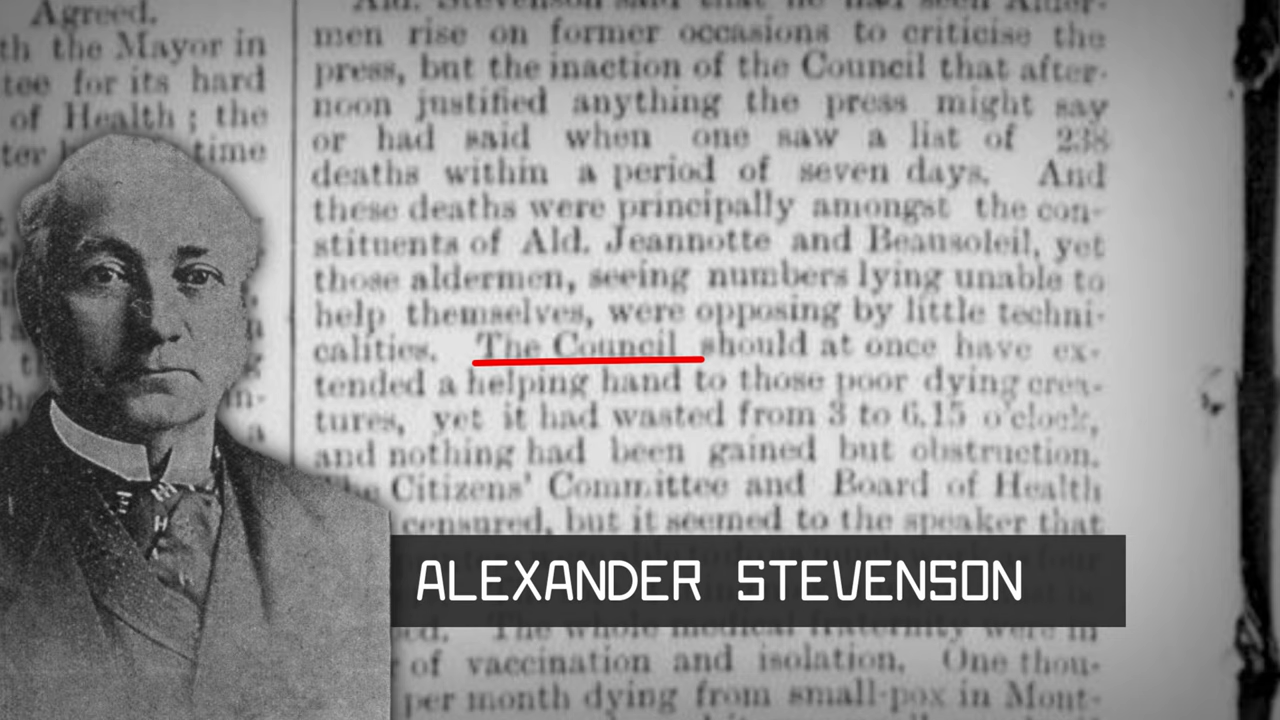 Agreed.
th the Mayor in
tee for its hard
of Health ; the
time
Ald. Stevenson said that he had seen Alder-
men rise on former occasions to criticise the
press, but the inaction of the Council that after-
noon justified anything the press might say
or had said when one saw a list of 238
deaths within a period of seven days. And
these deaths were principally amongst the con-
stituents of Ald. Jeannotte and Beausoleil, yet
those aldermen, seeing numbers lying unable to
help themselves, were opposing by little techni-
calities. The Council should at once have ex-
tended a helping hand to those poor dying crea-
tures, yet it had wasted from 3 to 6.15 o'clock,
and nothing had been gained but obstruction.
Citizens' Committee and Board of Health
censured, but it seemed to the speaker that
ALEXANDER STEVENSON
The whole medical fraternity were in
of vaccination and isolation. One thou-
per month dying from small-pox in Mont-